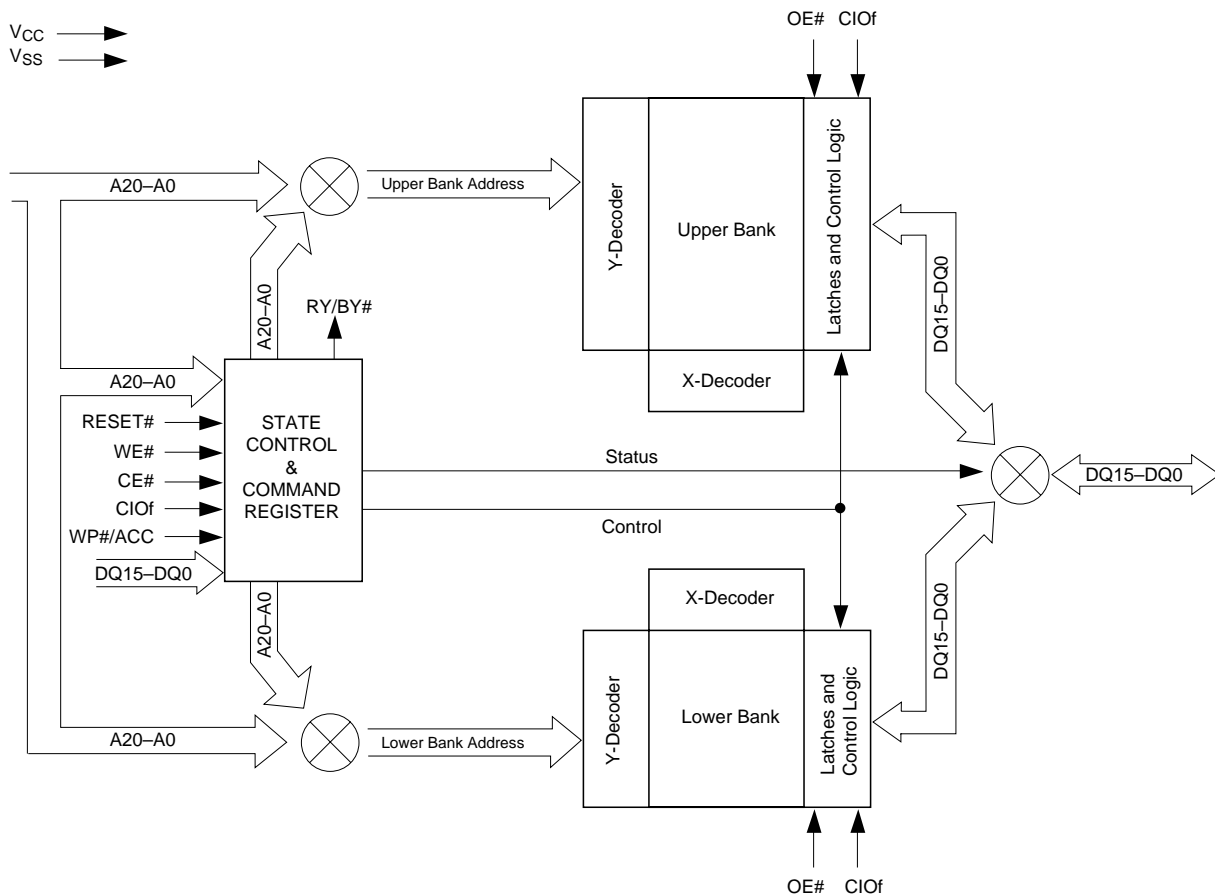 VCC
VSS
OE#
CIOf
A20–A0
Upper Bank Address
Y-Decoder
Upper Bank
Latches and Control Logic
X-Decoder
DQ15–DQ0
A20–A0
RY/BY#
A20–A0
RESET#
WE#
CE#
CIOf
WP#/ACC
DQ15–DQ0
STATE
CONTROL
&
COMMAND
REGISTER
Status
Control
DQ15–DQ0
A20–A0
X-Decoder
DQ15–DQ0
A20–A0
Lower Bank Address
Y-Decoder
Lower Bank
Latches and
Control Logic
OE#
CIOf